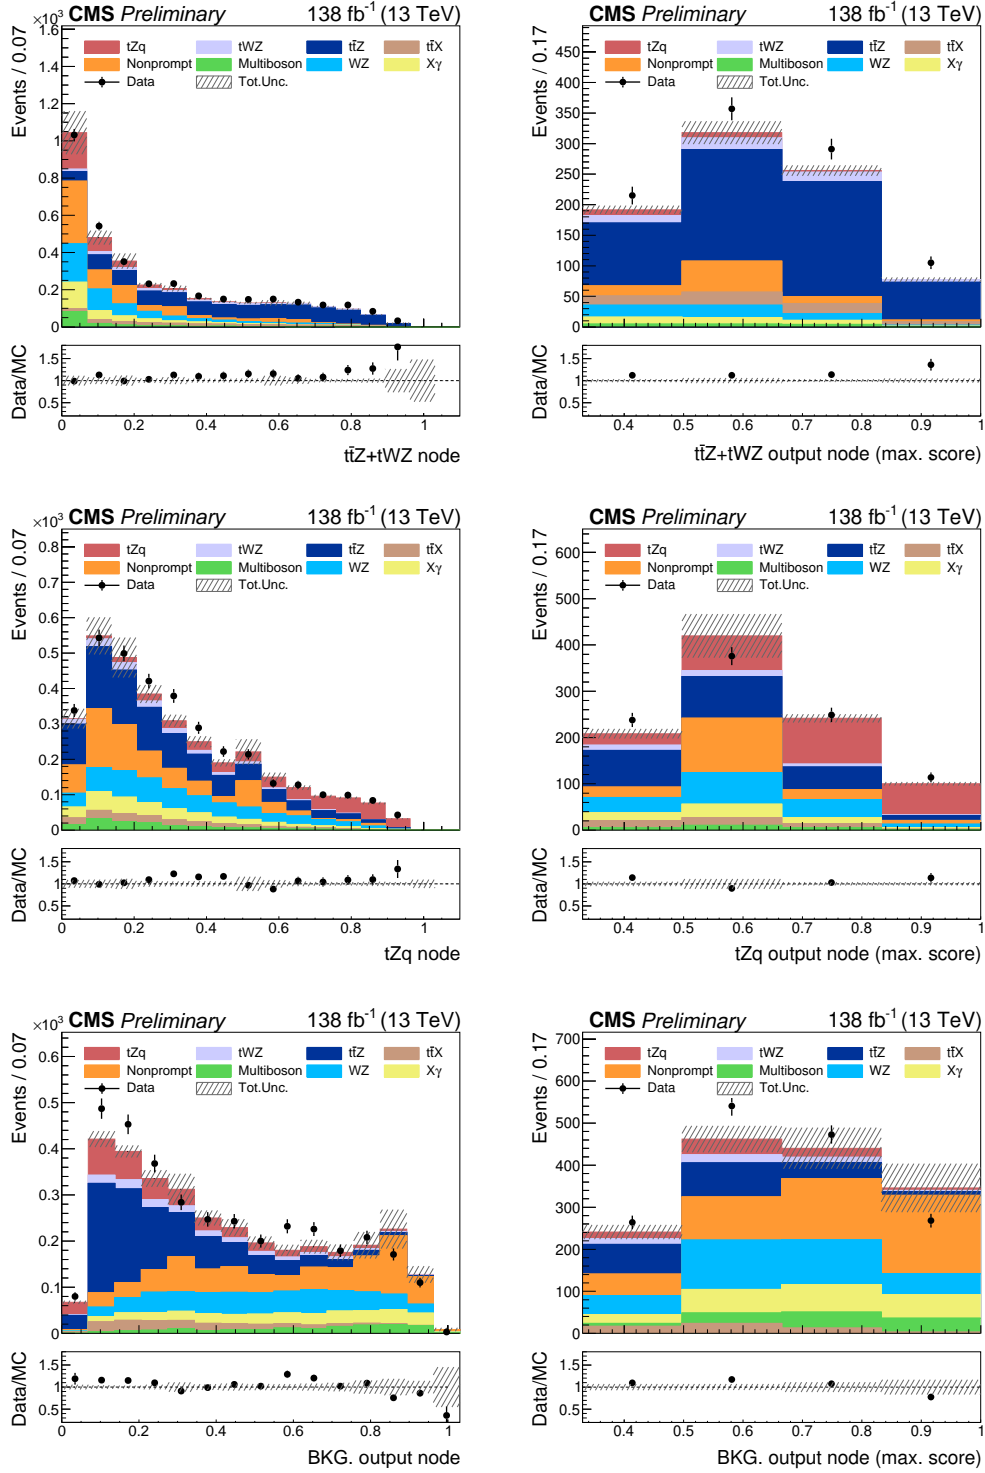 CMS Preliminary 138 fb⁻¹ (13 TeV)
×10³
Events / 0.07
tZq tWZ tt̄Z tt̄X
Nonprompt Multiboson WZ Xγ
Data Tot.Unc.
1.6
1.4
1.2
1
0.8
0.6
0.4
0.2
0
Data/MC
1.5
1
0.5
0 0.2 0.4 0.6 0.8 1
tt̄Z+tWZ node
CMS Preliminary 138 fb⁻¹ (13 TeV)
Events / 0.17
tZq tWZ tt̄Z tt̄X
Nonprompt Multiboson WZ Xγ
Data Tot.Unc.
450
400
350
300
250
200
150
100
50
0
Data/MC
1.5
1
0.5
0.4 0.5 0.6 0.7 0.8 0.9 1
tt̄Z+tWZ output node (max. score)
CMS Preliminary 138 fb⁻¹ (13 TeV)
×10³
Events / 0.07
tZq tWZ tt̄Z tt̄X
Nonprompt Multiboson WZ Xγ
Data Tot.Unc.
0.8
0.7
0.6
0.5
0.4
0.3
0.2
0.1
0
Data/MC
1.5
1
0.5
0 0.2 0.4 0.6 0.8 1
tZq node
CMS Preliminary 138 fb⁻¹ (13 TeV)
Events / 0.17
tZq tWZ tt̄Z tt̄X
Nonprompt Multiboson WZ Xγ
Data Tot.Unc.
600
500
400
300
200
100
0
Data/MC
1.5
1
0.5
0.4 0.5 0.6 0.7 0.8 0.9 1
tZq output node (max. score)
CMS Preliminary 138 fb⁻¹ (13 TeV)
×10³
Events / 0.07
tZq tWZ tt̄Z tt̄X
Nonprompt Multiboson WZ Xγ
Data Tot.Unc.
0.6
0.5
0.4
0.3
0.2
0.1
0
Data/MC
1.5
1
0.5
0 0.2 0.4 0.6 0.8 1
BKG. output node
CMS Preliminary 138 fb⁻¹ (13 TeV)
Events / 0.17
tZq tWZ tt̄Z tt̄X
Nonprompt Multiboson WZ Xγ
Data Tot.Unc.
700
600
500
400
300
200
100
0
Data/MC
1.5
1
0.5
0.4 0.5 0.6 0.7 0.8 0.9 1
BKG. output node (max. score)